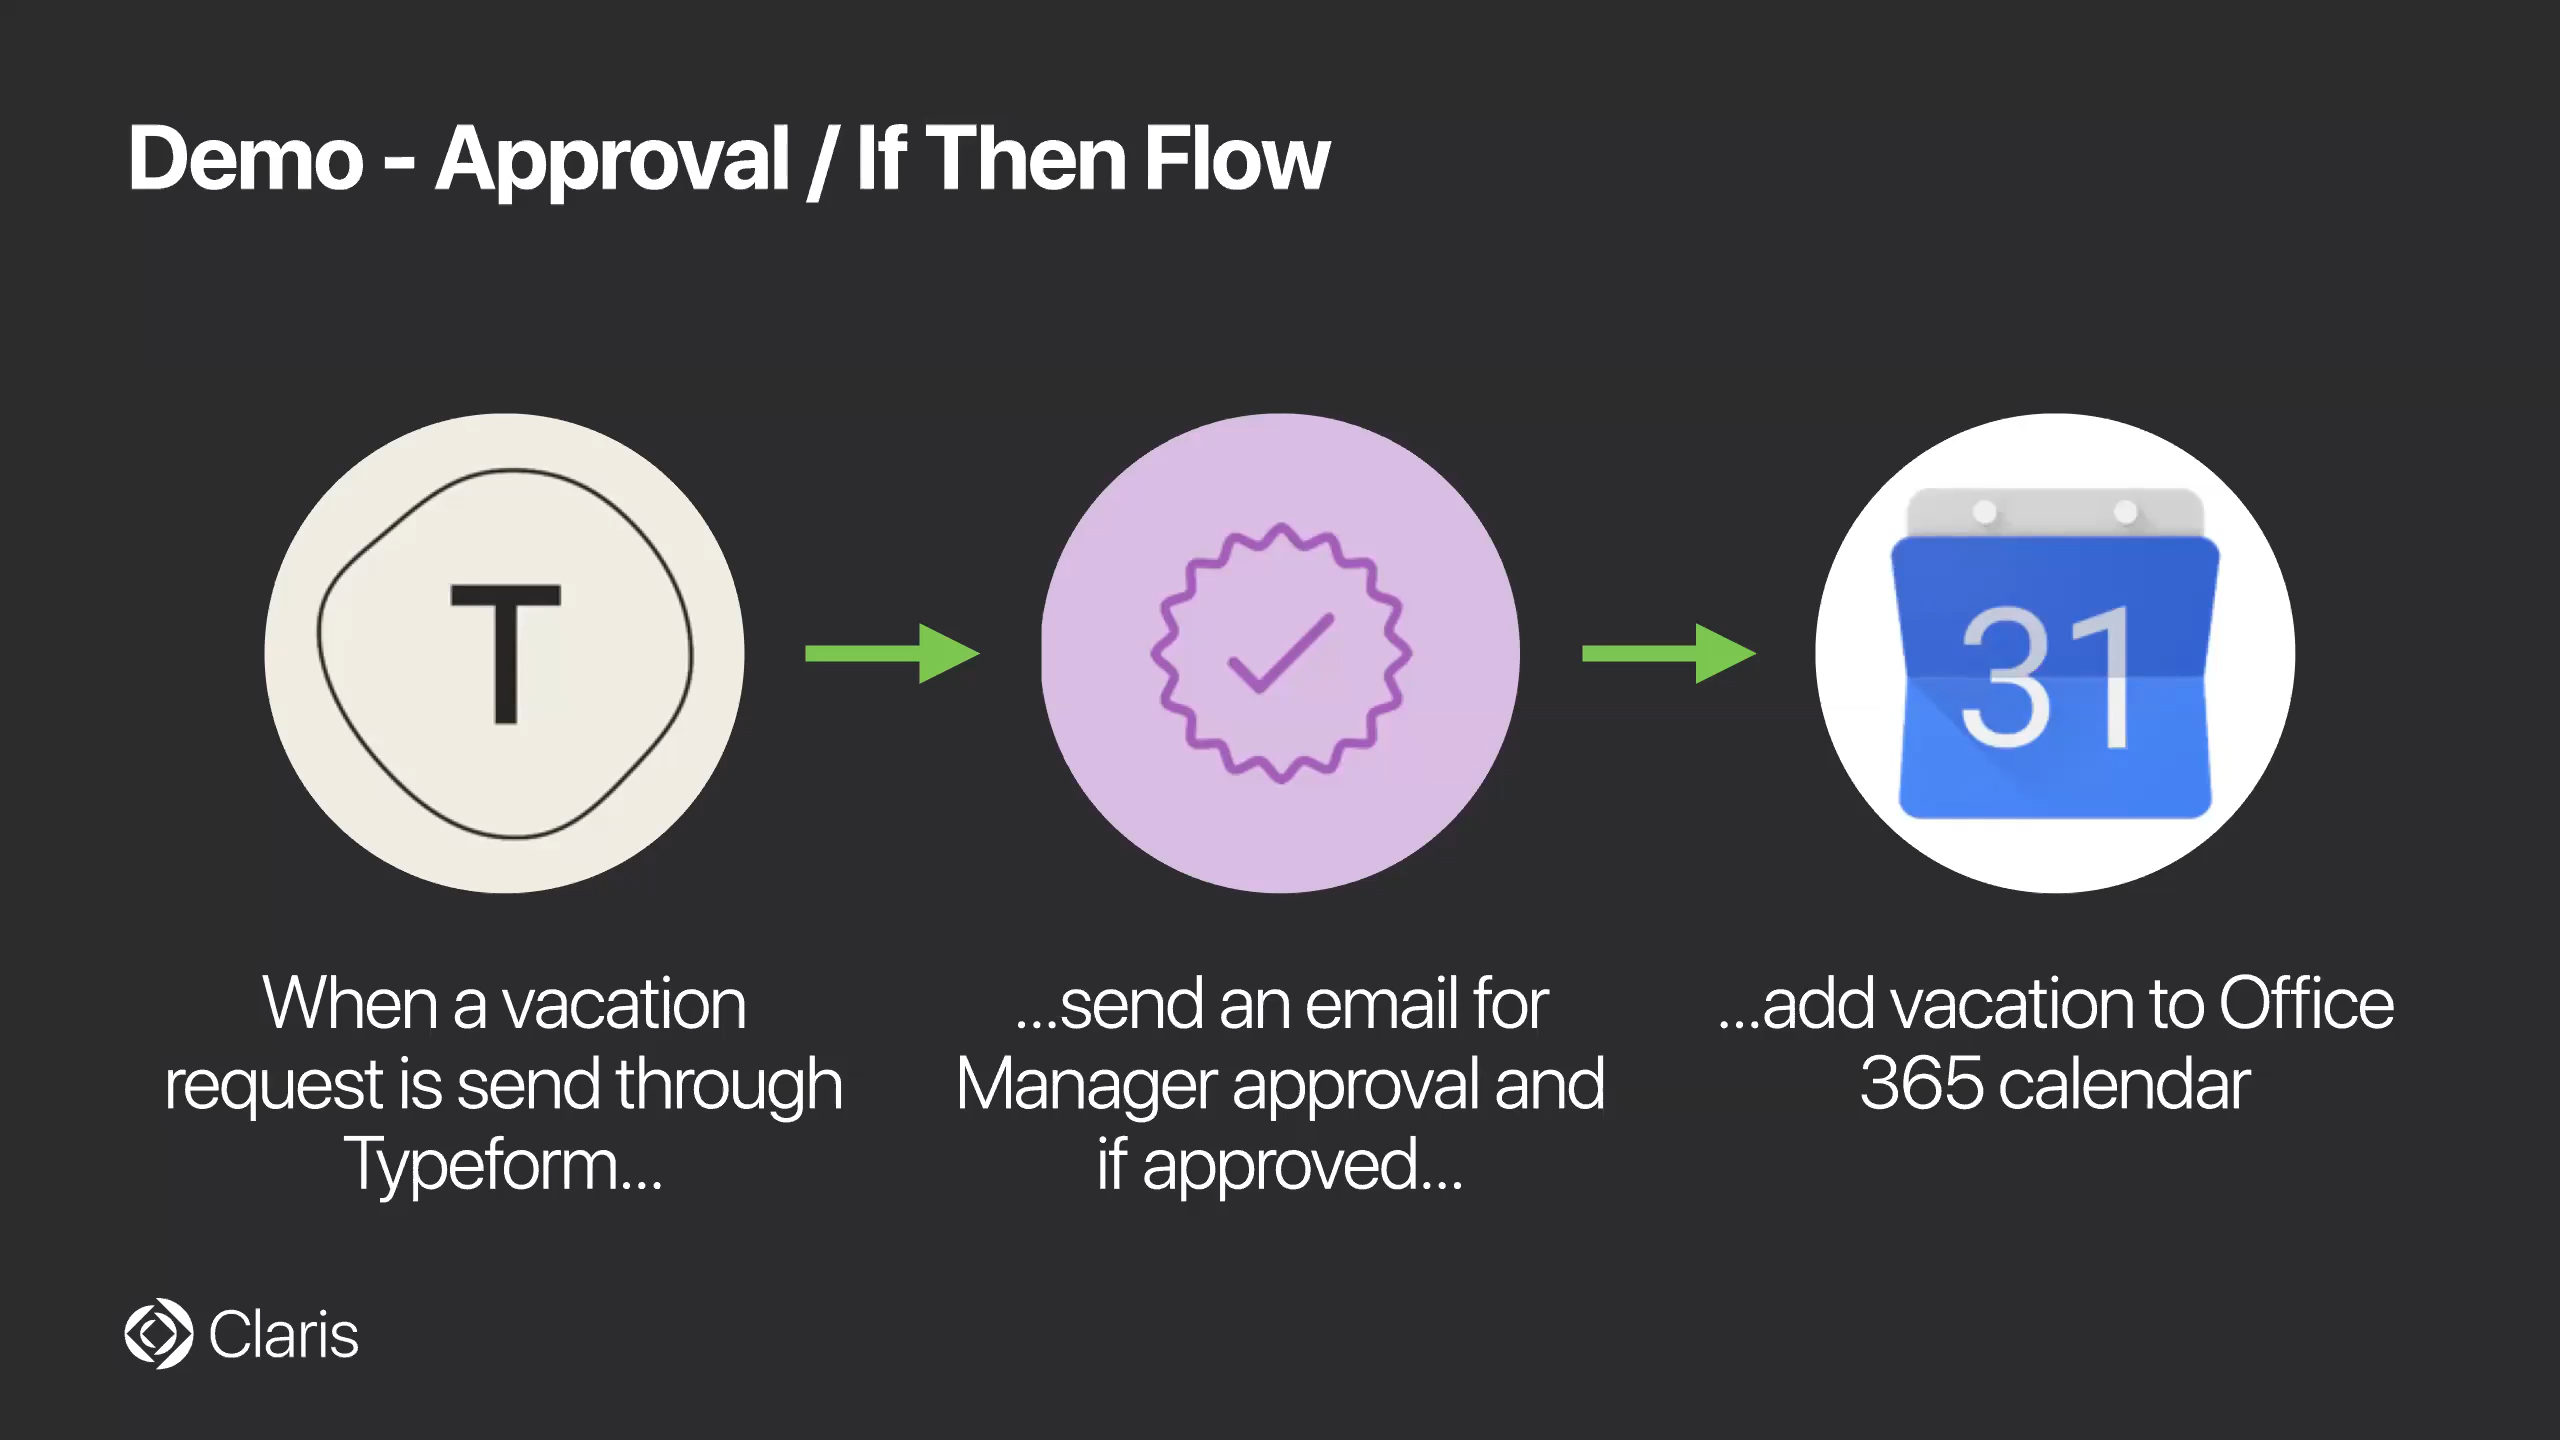 Demo - Approval / If Then Flow
T
31
When a vacation
request is send through
Typeform...
...send an email for
Manager approval and
if approved...
...add vacation to Office
365 calendar
Claris